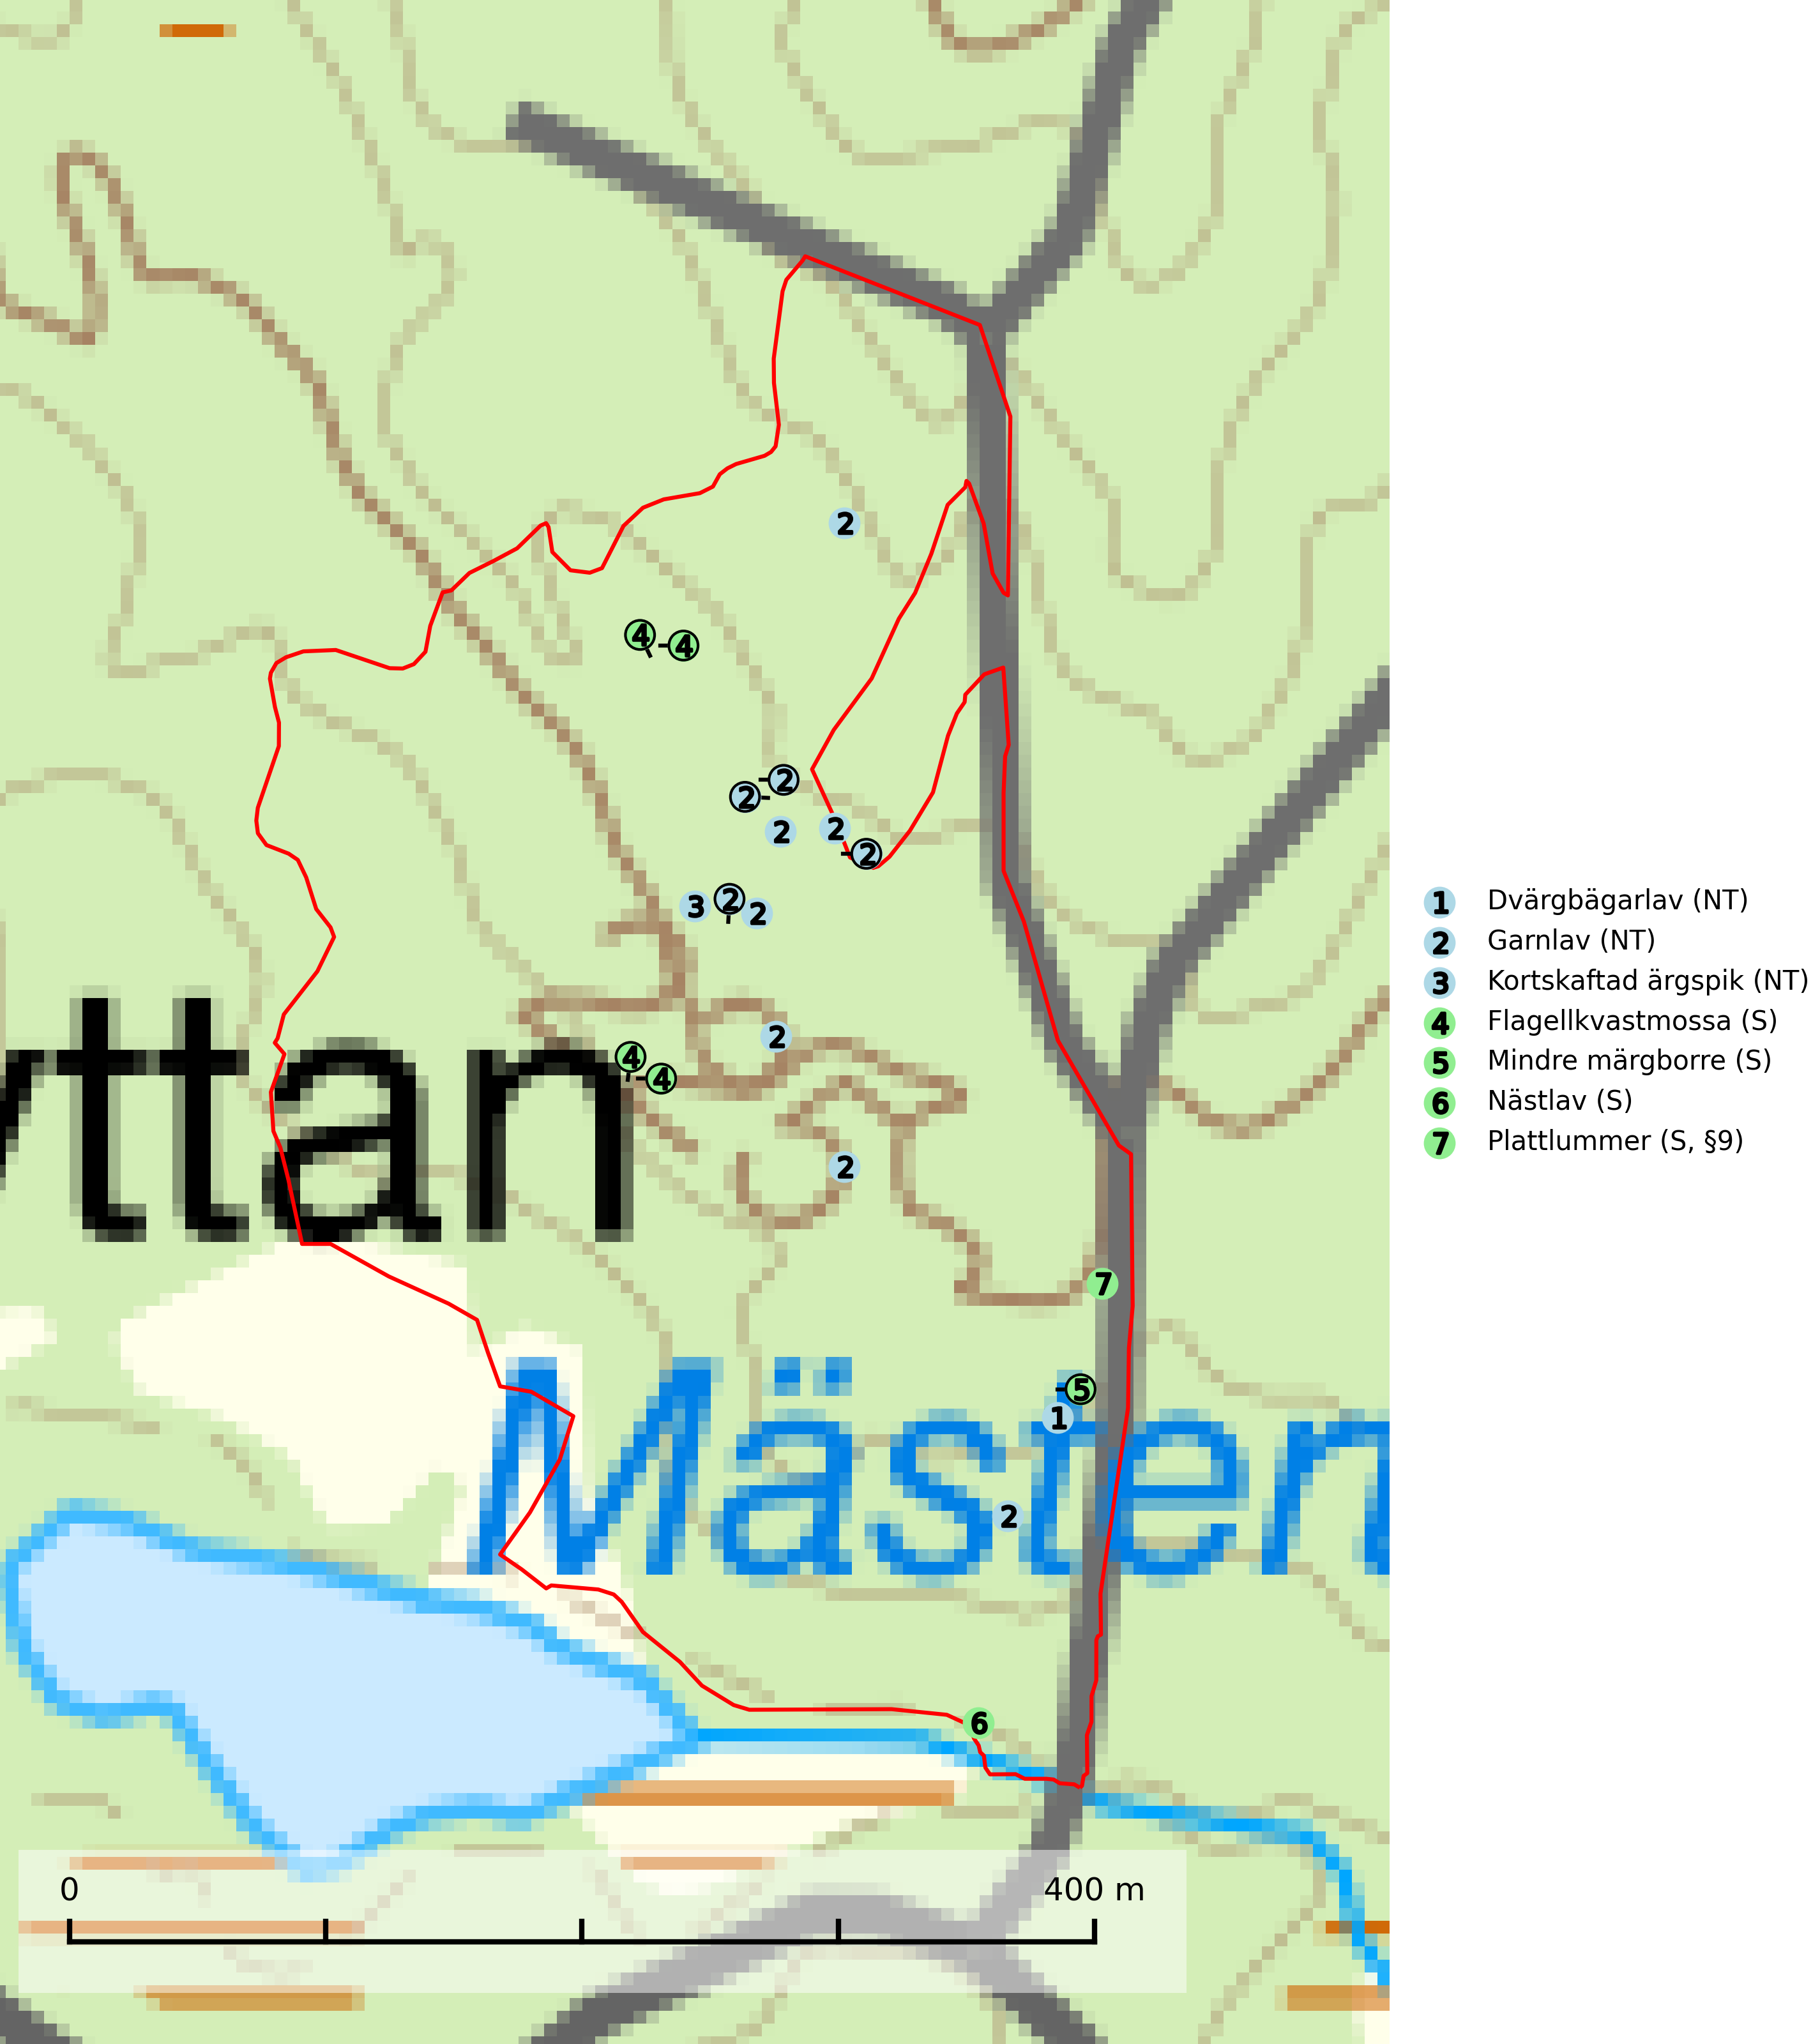 2
4 4
2
2
2 2
2
3 2 2
1 Dvärgbägarlav (NT)
2 Garnlav (NT)
3 Kortskaftad ärgspik (NT)
4 Flagellkvastmossa (S)
5 Mindre märgborre (S)
6 Nästlav (S)
7 Plattlummer (S, §9)
ttan
2
4
4
2
7
5
1
Mästern
2
6
0 400 m